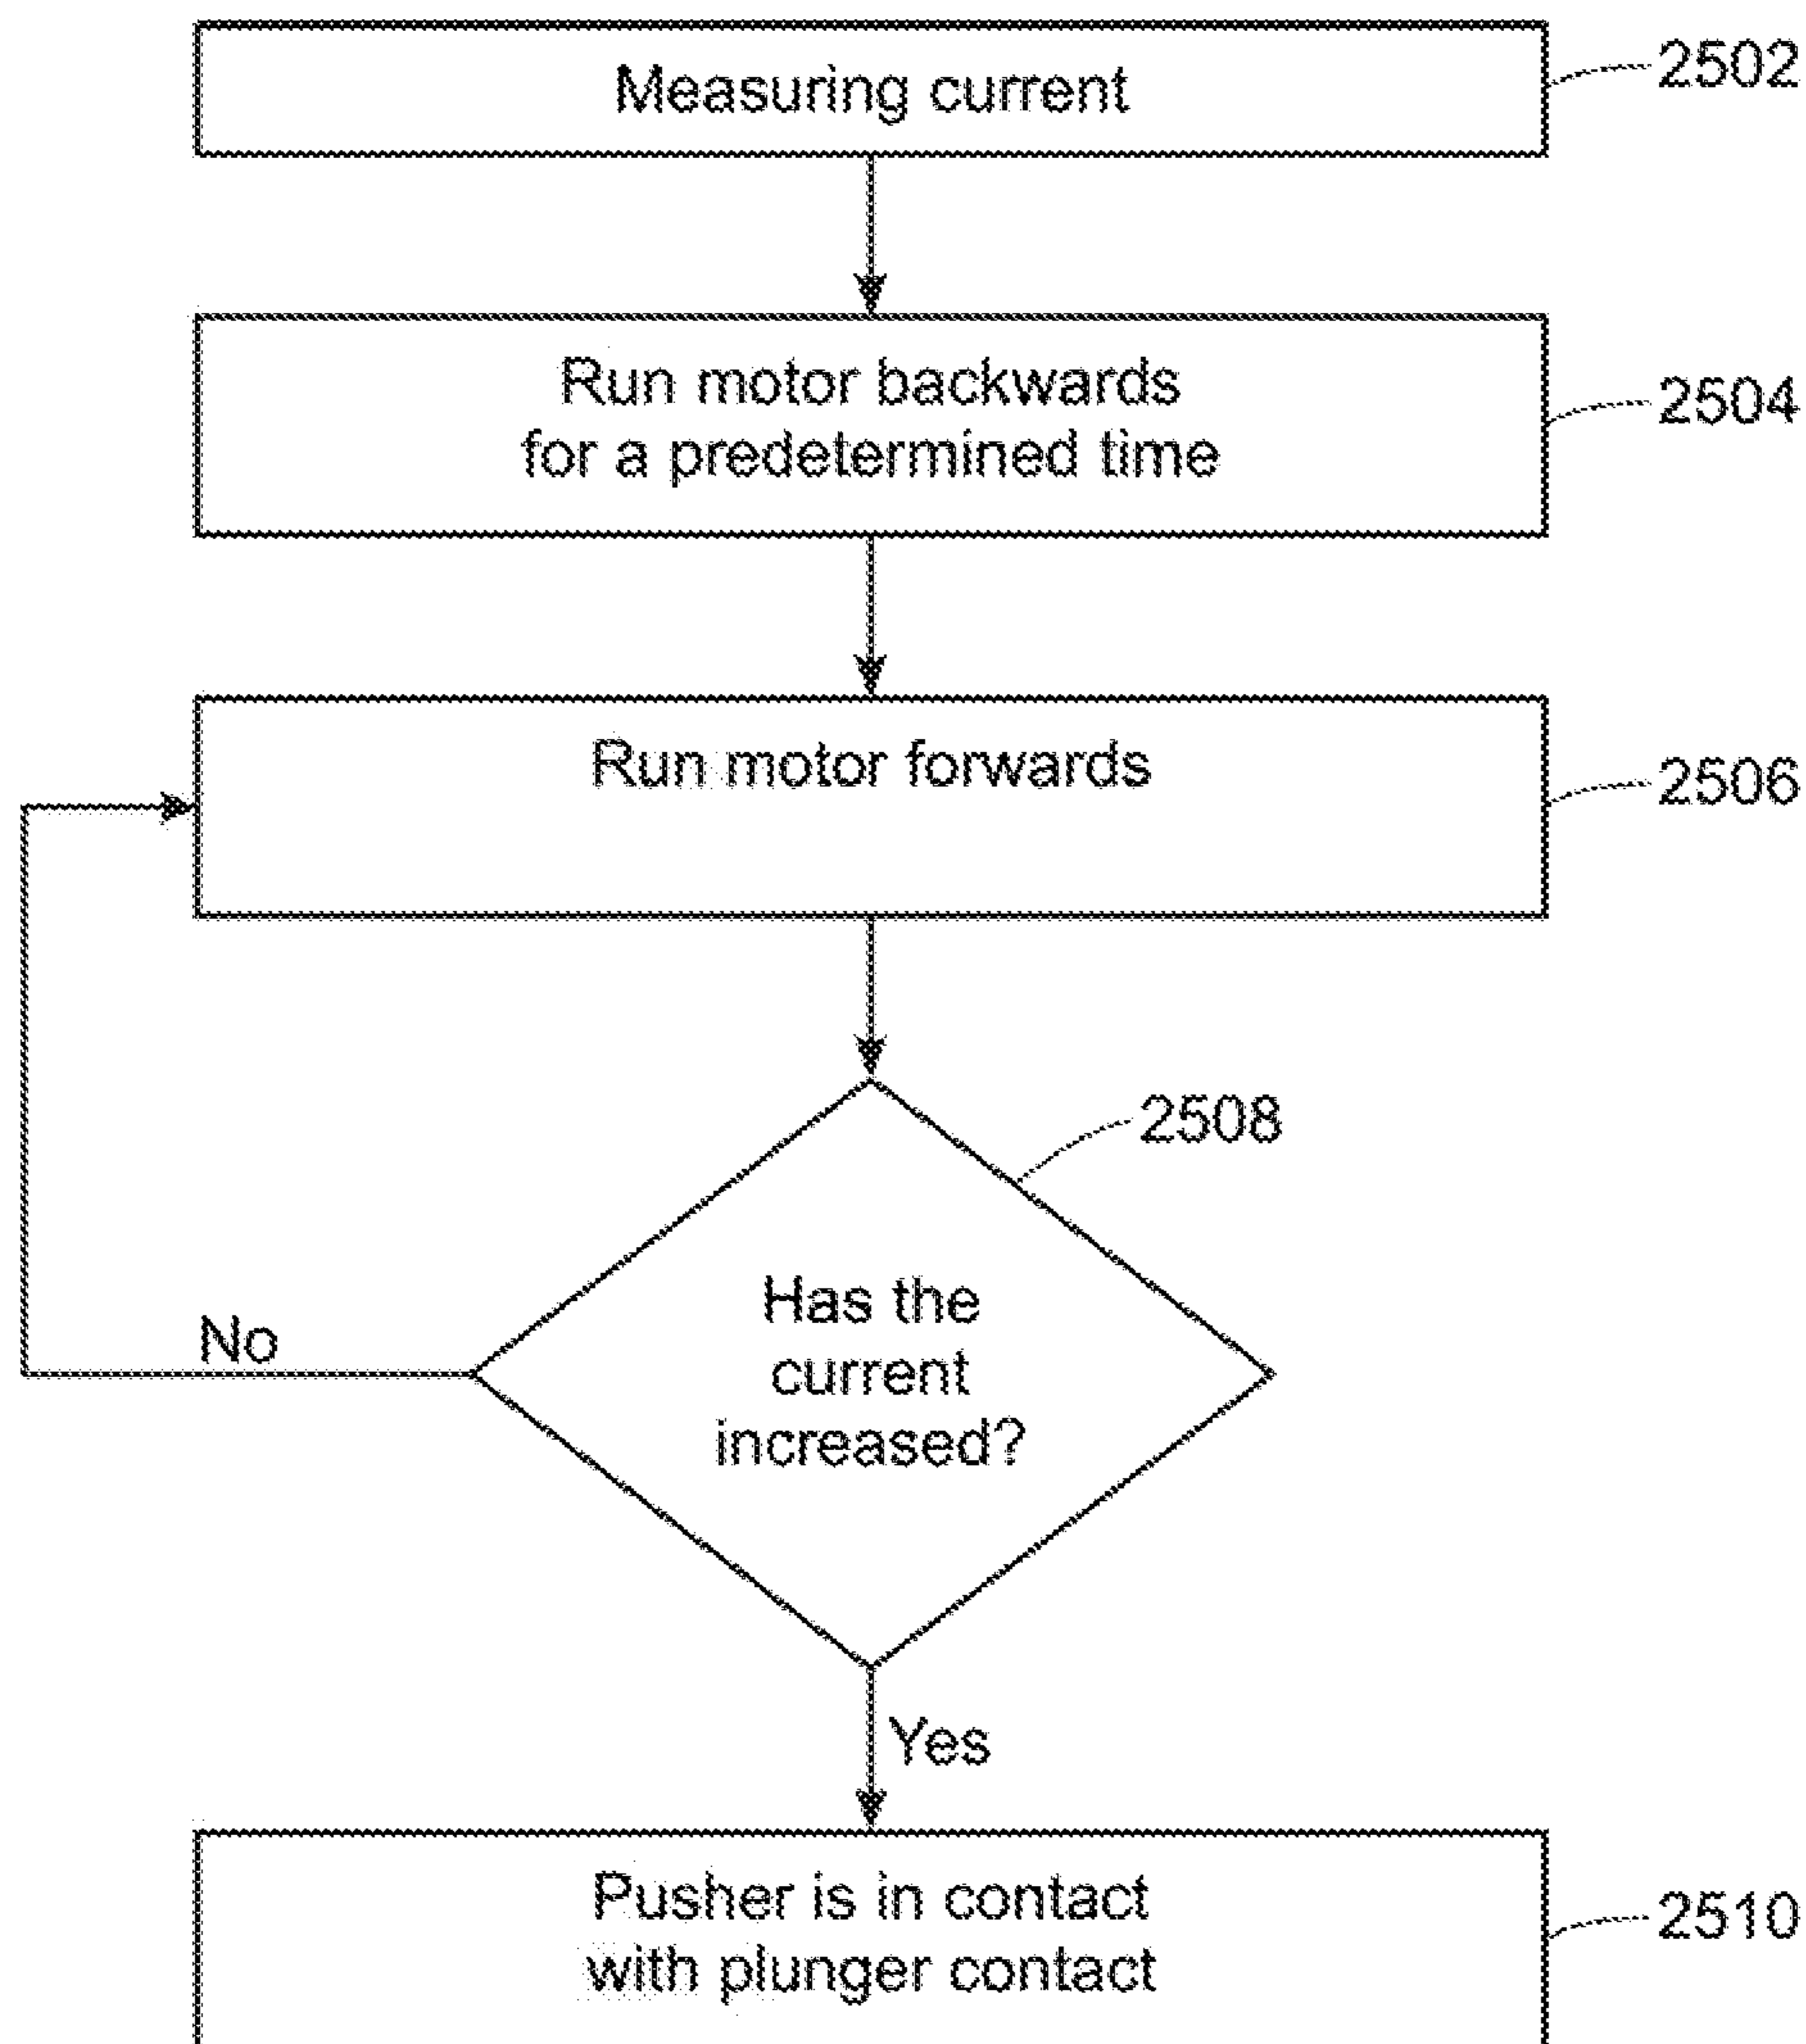 Measuring current
2502
Run motor backwards
for a predetermined time
2504
Run motor forwards
2506
2508
Has the
current
increased?
No
Yes
Pusher is in contact
with plunger contact
2510